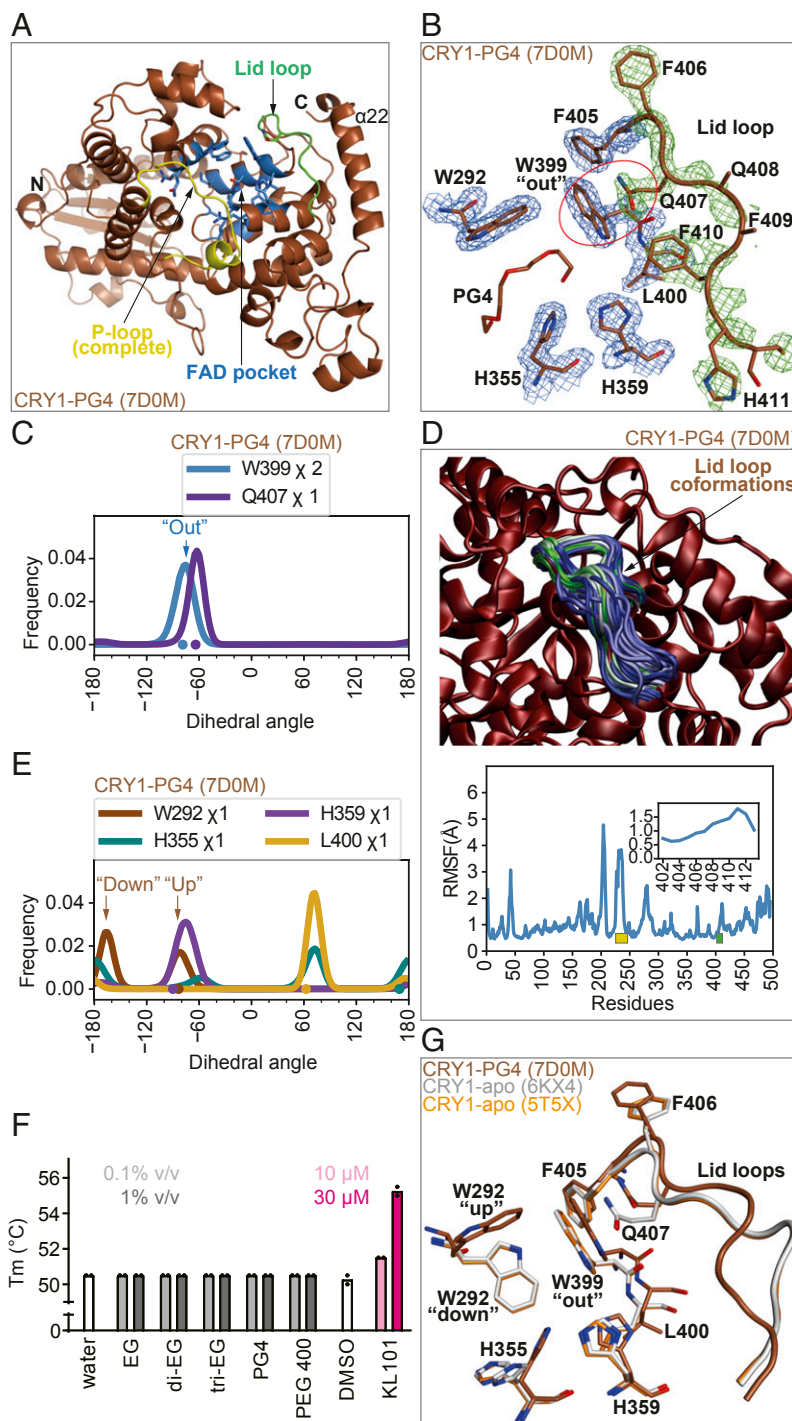 A
Lid loop
C
α22
N
P-loop
(complete)
FAD pocket
CRY1-PG4 (7D0M)
B
CRY1-PG4 (7D0M)
F406
F405
Lid loop
W399
"out"
W292
Q408
Q407
F409
F410
PG4
L400
H355
H359
H411
C
CRY1-PG4 (7D0M)
W399 χ 2
Q407 χ 1
"Out"
Frequency
0.04
0.02
0.00
−180
−120
−60
0
60
120
180
Dihedral angle
D
CRY1-PG4 (7D0M)
Lid loop
coformations
RMSF(Å)
6
5
4
3
2
1
0
1.5
1.0
0.5
0.0
402
404
406
408
410
412
0
50
100
150
200
250
300
350
400
450
500
Residues
E
CRY1-PG4 (7D0M)
W292 χ1
H359 χ1
H355 χ1
L400 χ1
"Down" "Up"
Frequency
0.04
0.02
0.00
−180
−120
−60
0
60
120
180
Dihedral angle
F
0.1% v/v
1% v/v
10 μM
30 μM
Tm (°C)
56
54
52
50
0
water
EG
di-EG
tri-EG
PG4
PEG 400
DMSO
KL101
G
CRY1-PG4 (7D0M)
CRY1-apo (6KX4)
CRY1-apo (5T5X)
F406
F405
Lid loops
W292
"up"
Q407
W292
"down"
W399
"out"
L400
H355
H359